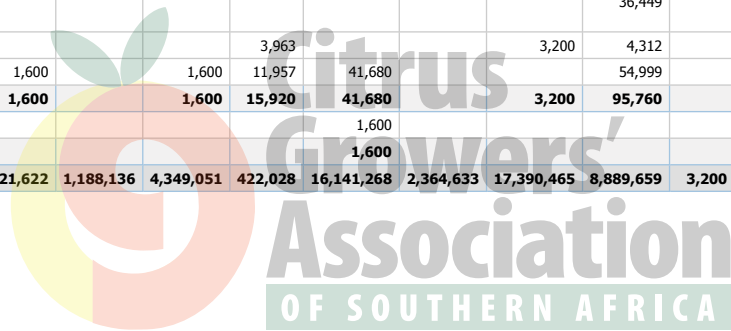 36,449
3,963 3,200 4,312
1,600 1,600 11,957 41,680 54,999
1,600 1,600 15,920 41,680 3,200 95,760
1,600
1,600
21,622 1,188,136 4,349,051 422,028 16,141,268 2,364,633 17,390,465 8,889,659 3,200
Citrus
Growers'
Association
OF SOUTHERN AFRICA